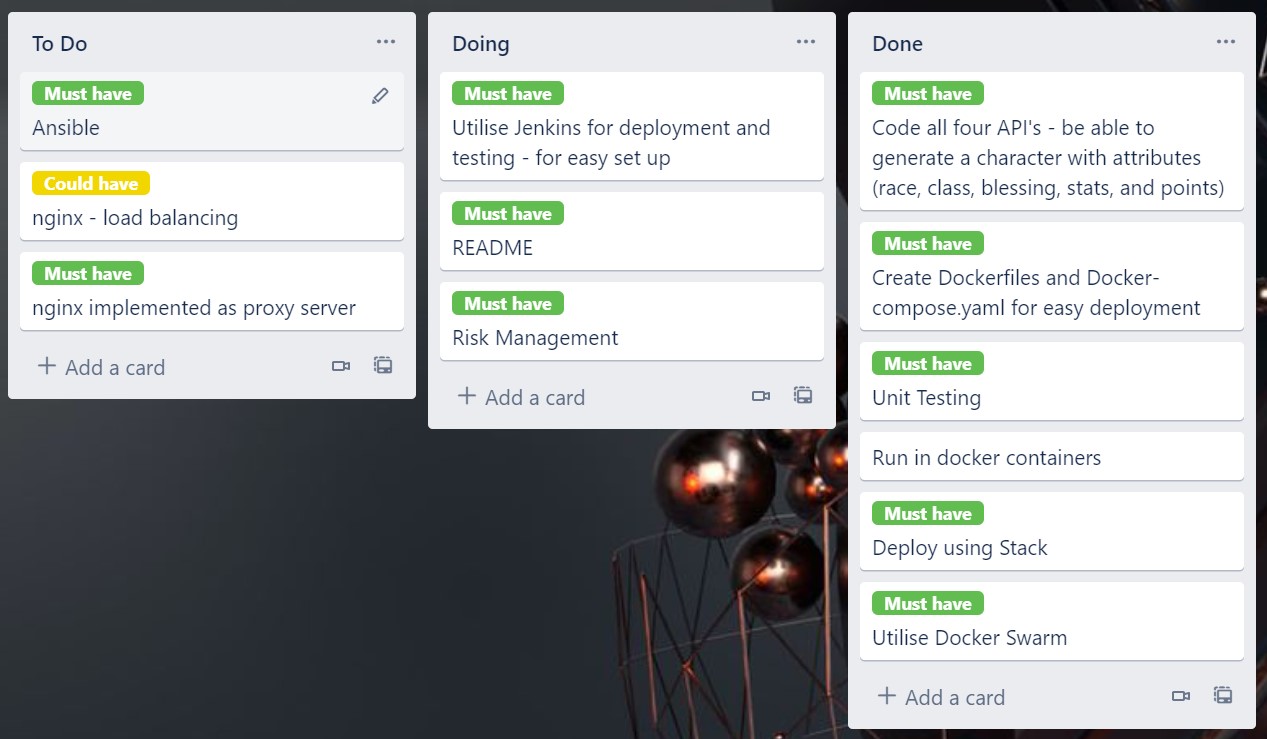 To Do
Must have
Ansible
Could have
nginx - load balancing
Must have
nginx implemented as proxy server
Add a card
Doing
Must have
Utilise Jenkins for deployment and
testing - for easy set up
Must have
README
Must have
Risk Management
Add a card
Done
Must have
Code all four API's - be able to
generate a character with attributes
(race, class, blessing, stats, and points)
Must have
Create Dockerfiles and Docker-
compose.yaml for easy deployment
Must have
Unit Testing
Run in docker containers
Must have
Deploy using Stack
Must have
Utilise Docker Swarm
Add a card